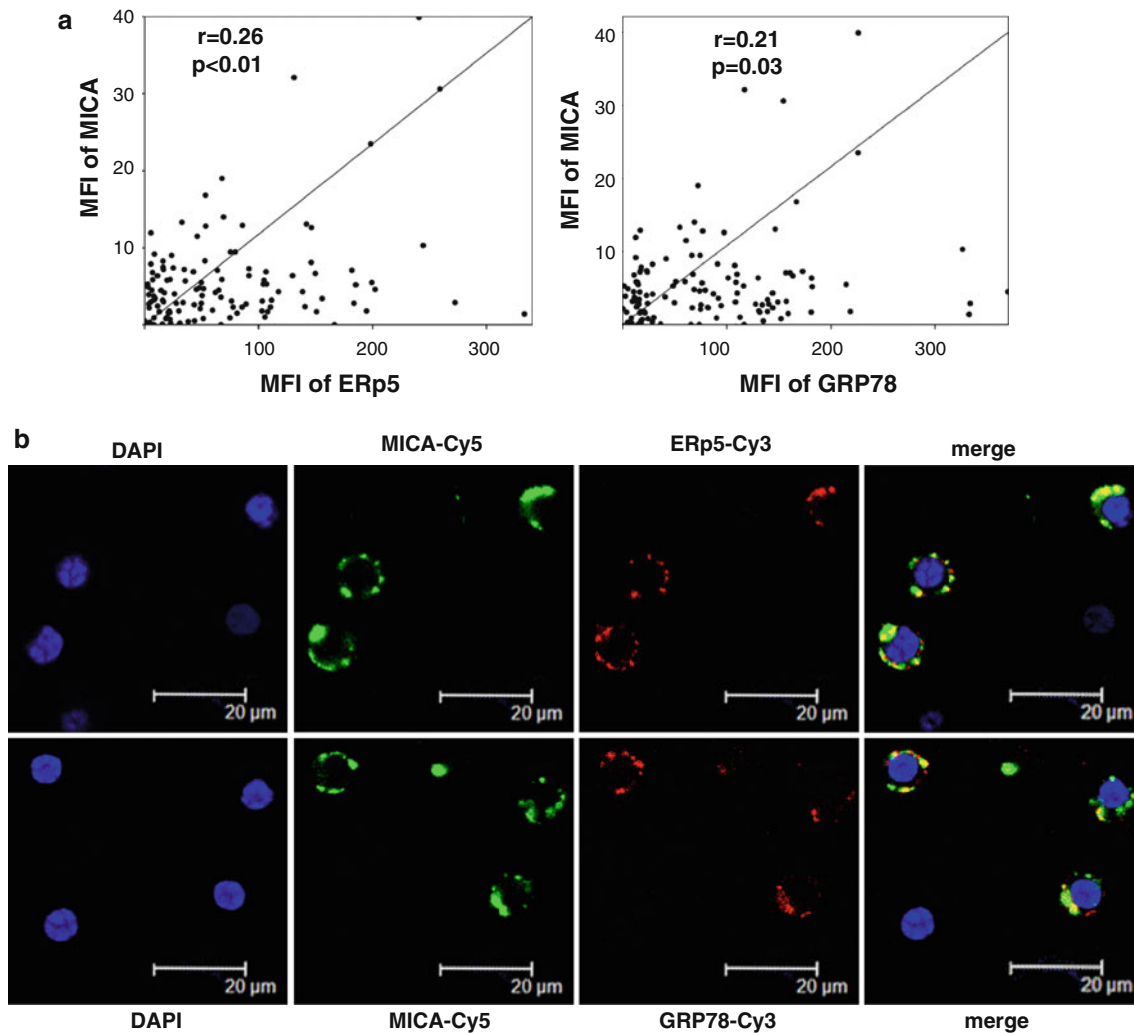 a
40
30
20
10
r=0.26
p<0.01
MFI of MICA
100 200 300
MFI of ERp5
40
30
20
10
r=0.21
p=0.03
MFI of MICA
100 200 300
MFI of GRP78
b
DAPI MICA-Cy5 ERp5-Cy3 merge
20 µm 20 µm 20 µm 20 µm
20 µm 20 µm 20 µm 20 µm
DAPI MICA-Cy5 GRP78-Cy3 merge